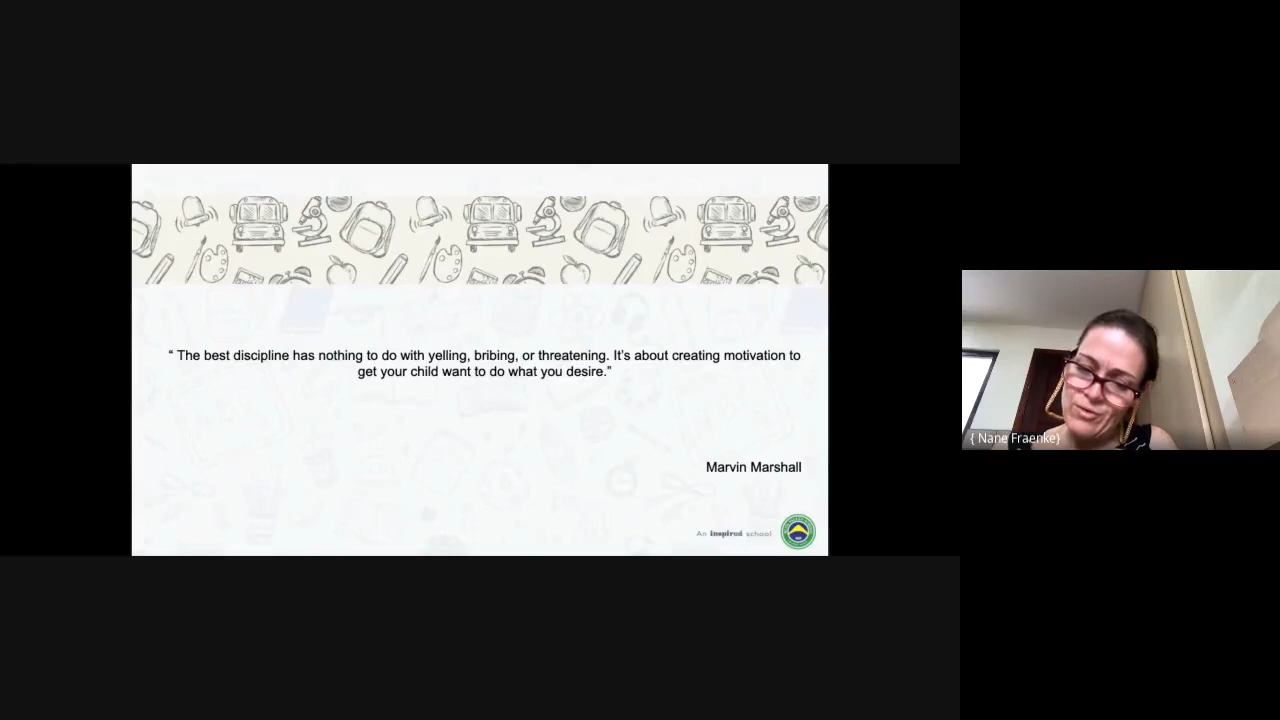 “ The best discipline has nothing to do with yelling, bribing, or threatening. It’s about creating motivation to
get your child want to do what you desire.”
Marvin Marshall
An inspired school
{ Nane Fraenke}